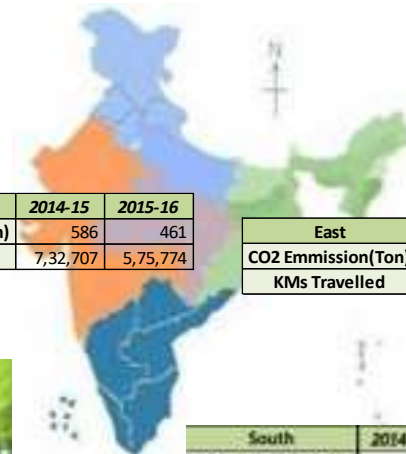 N
2014-15 2015-16
n) 586 461
7,32,707 5,75,774
East
CO2 Emmission(Ton)
KMs Travelled
South 2014